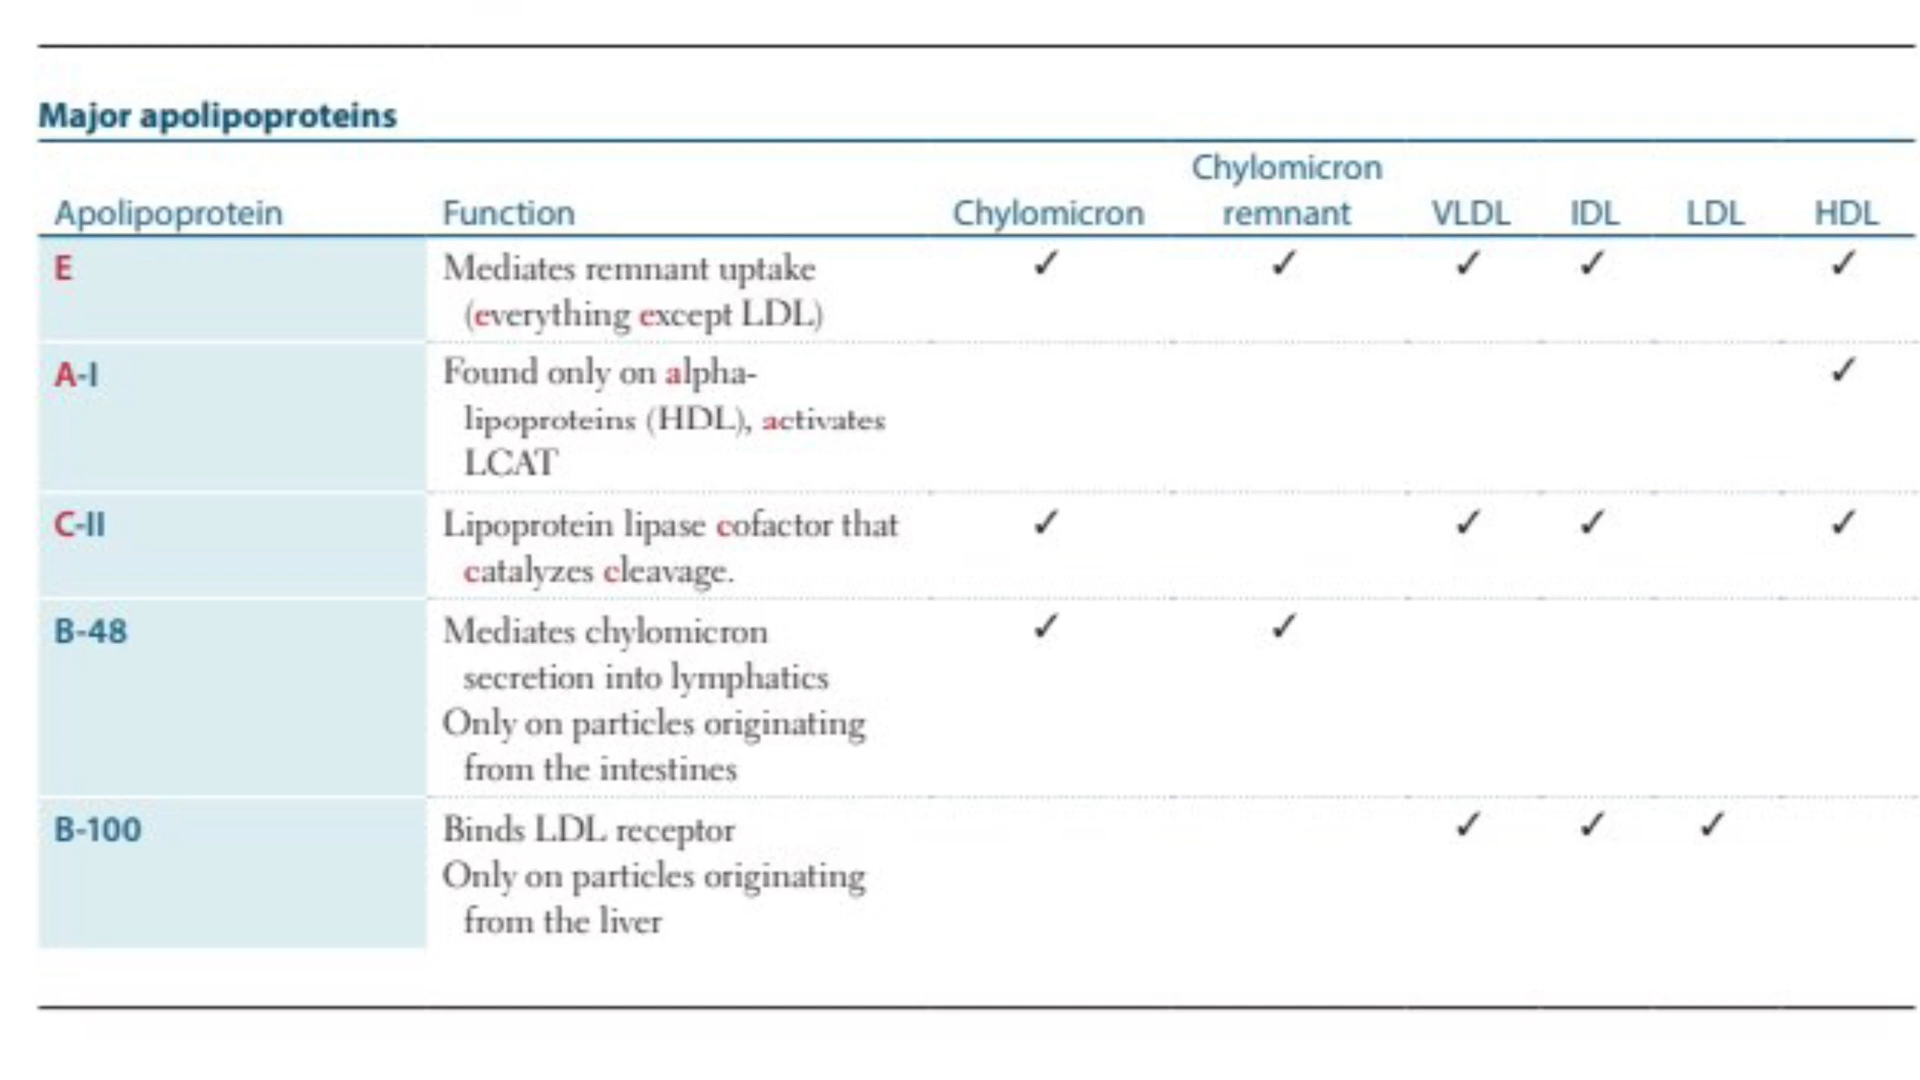 Major apolipoproteins
Chylomicron
Apolipoprotein Function Chylomicron remnant VLDL IDL LDL HDL
E Mediates remnant uptake ✓ ✓ ✓ ✓ ✓
(everything except LDL)
A-I Found only on alpha- ✓
lipoproteins (HDL), activates
LCAT
C-II Lipoprotein lipase cofactor that ✓ ✓ ✓ ✓
catalyzes cleavage.
B-48 Mediates chylomicron ✓ ✓
secretion into lymphatics
Only on particles originating
from the intestines
B-100 Binds LDL receptor ✓ ✓ ✓
Only on particles originating
from the liver